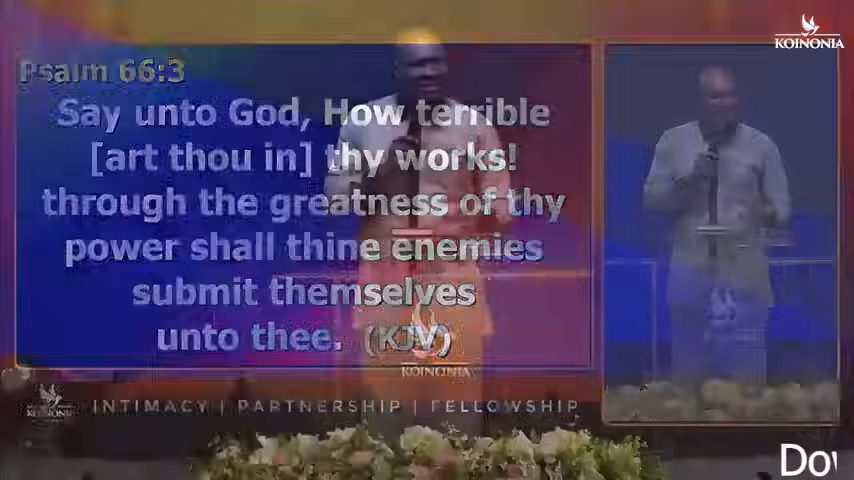 KOINONIA
Psalm 66:3
Say unto God, How terrible
[art thou in] thy works!
through the greatness of thy
power shall thine enemies
submit themselves
unto thee. (KJV)
KOINONIA
KOINONIA
INTIMACY | PARTNERSHIP | FELLOWSHIP